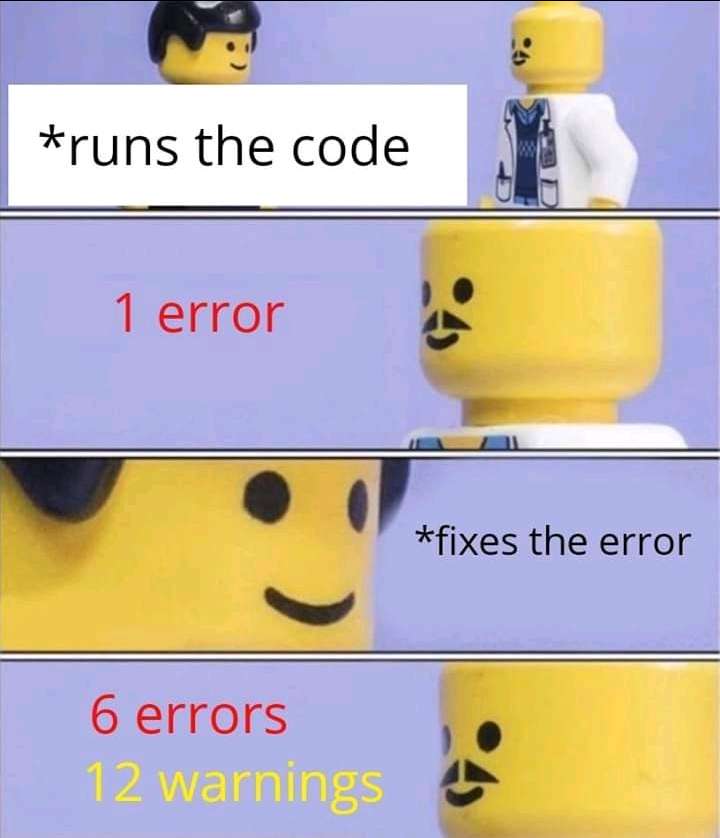 *runs the code
1 error
*fixes the error
6 errors
12 warnings